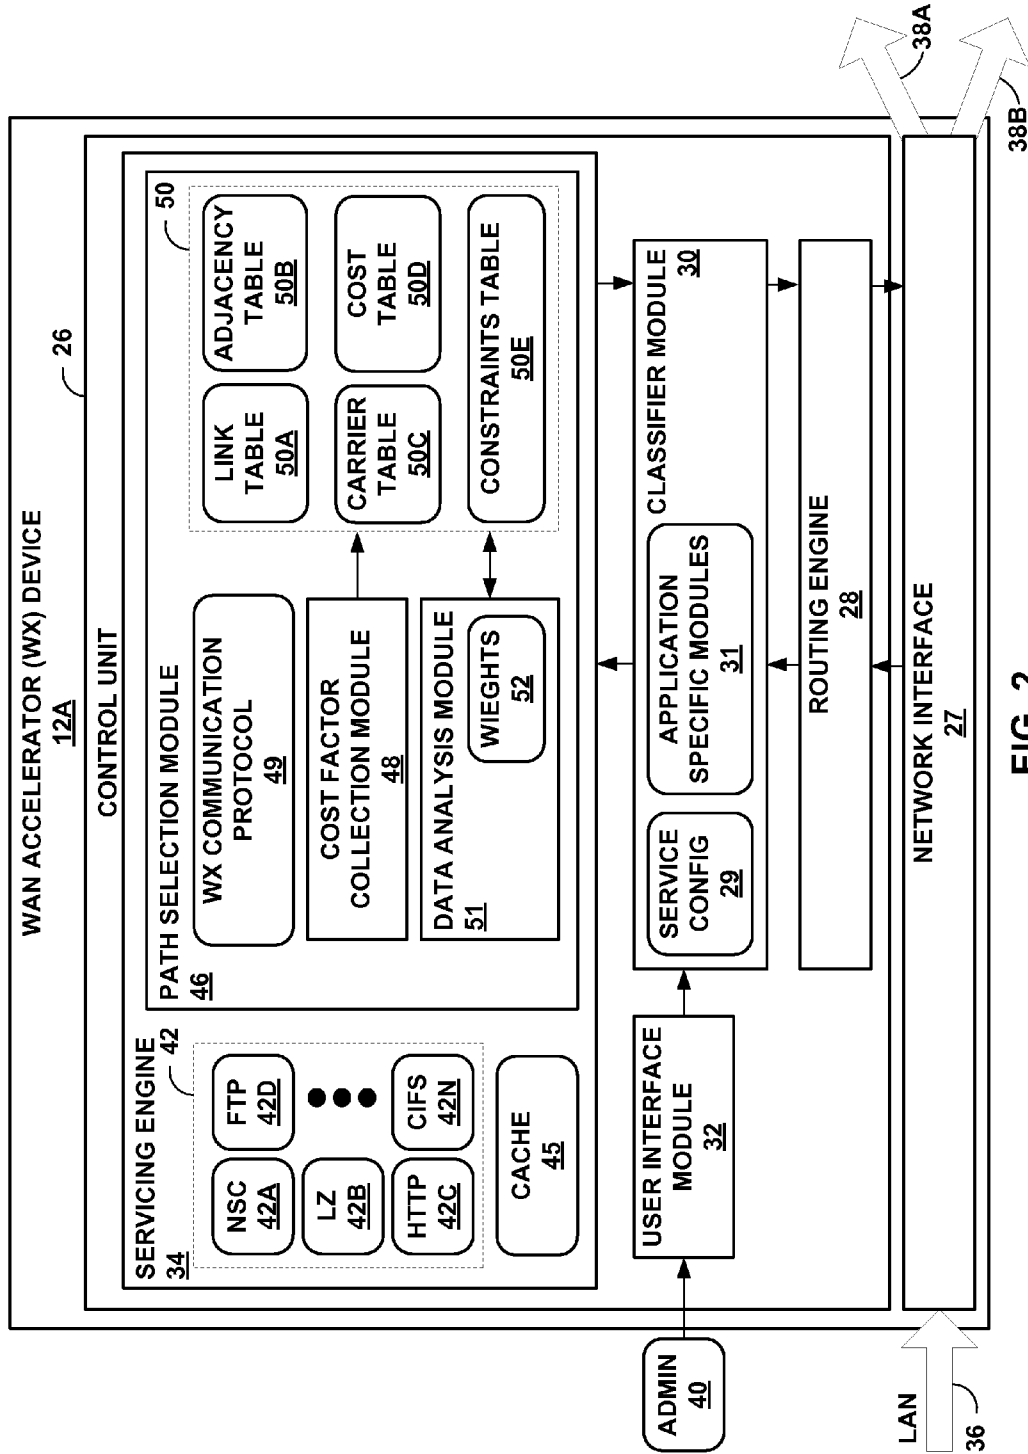 WAN ACCELERATOR (WX) DEVICE
12A
26
CONTROL UNIT
SERVICING ENGINE
34
42
NSC
42A
FTP
42D
LZ
42B
HTTP
42C
CIFS
42N
CACHE
45
PATH SELECTION MODULE
46
WX COMMUNICATION
PROTOCOL
49
COST FACTOR
COLLECTION MODULE
48
DATA ANALYSIS MODULE
51
WIEGHTS
52
50
LINK
TABLE
50A
ADJACENCY
TABLE
50B
CARRIER
TABLE
50C
COST
TABLE
50D
CONSTRAINTS TABLE
50E
ADMIN
40
USER INTERFACE
MODULE
32
SERVICE
CONFIG
29
APPLICATION
SPECIFIC MODULES
31
CLASSIFIER MODULE
30
ROUTING ENGINE
28
LAN
36
NETWORK INTERFACE
27
38A
38B
FIG. 2